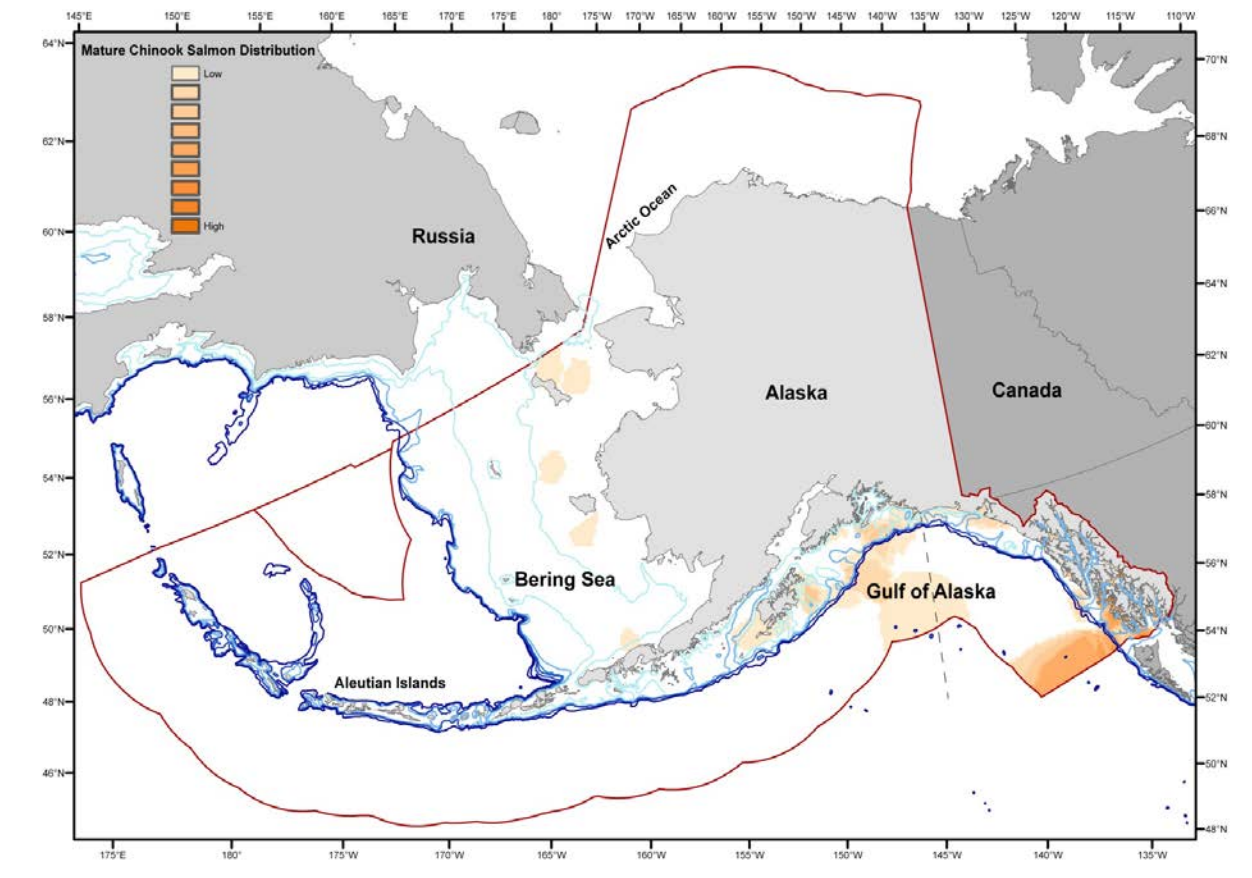 145°E 150°E 155°E 160°E 165°E 170°E 175°E 180° 175°W 170°W 165°W 160°W 155°W 150°W 145°W 140°W 135°W 130°W 125°W 120°W 115°W 110°W
Mature Chinook Salmon Distribution
Low
High
64°N
62°N
60°N
58°N
56°N
54°N
52°N
50°N
48°N
46°N
Russia
Arctic Ocean
Alaska
Canada
Bering Sea
Gulf of Alaska
Aleutian Islands
70°N
68°N
66°N
64°N
62°N
60°N
58°N
56°N
54°N
52°N
50°N
48°N
175°E 180° 175°W 170°W 165°W 160°W 155°W 150°W 145°W 140°W 135°W